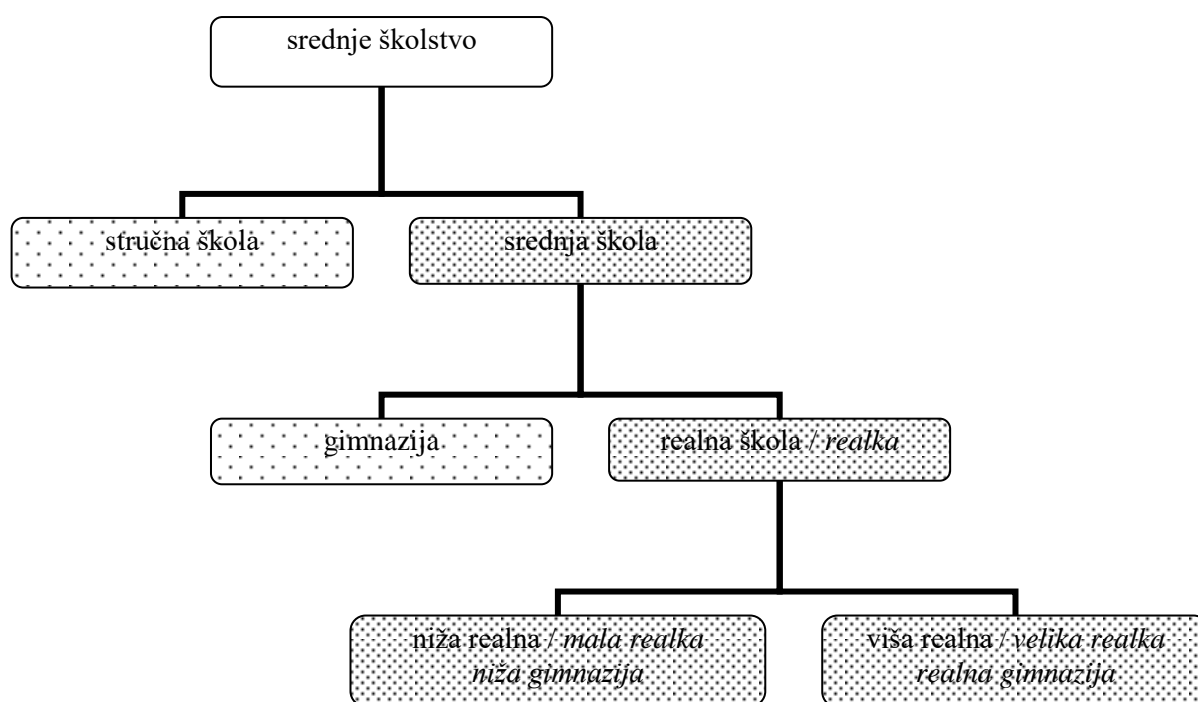 srednje školstvo
stručna škola
srednja škola
gimnazija
realna škola / realka
niža realna / mala realka
niža gimnazija
viša realna / velika realka
realna gimnazija